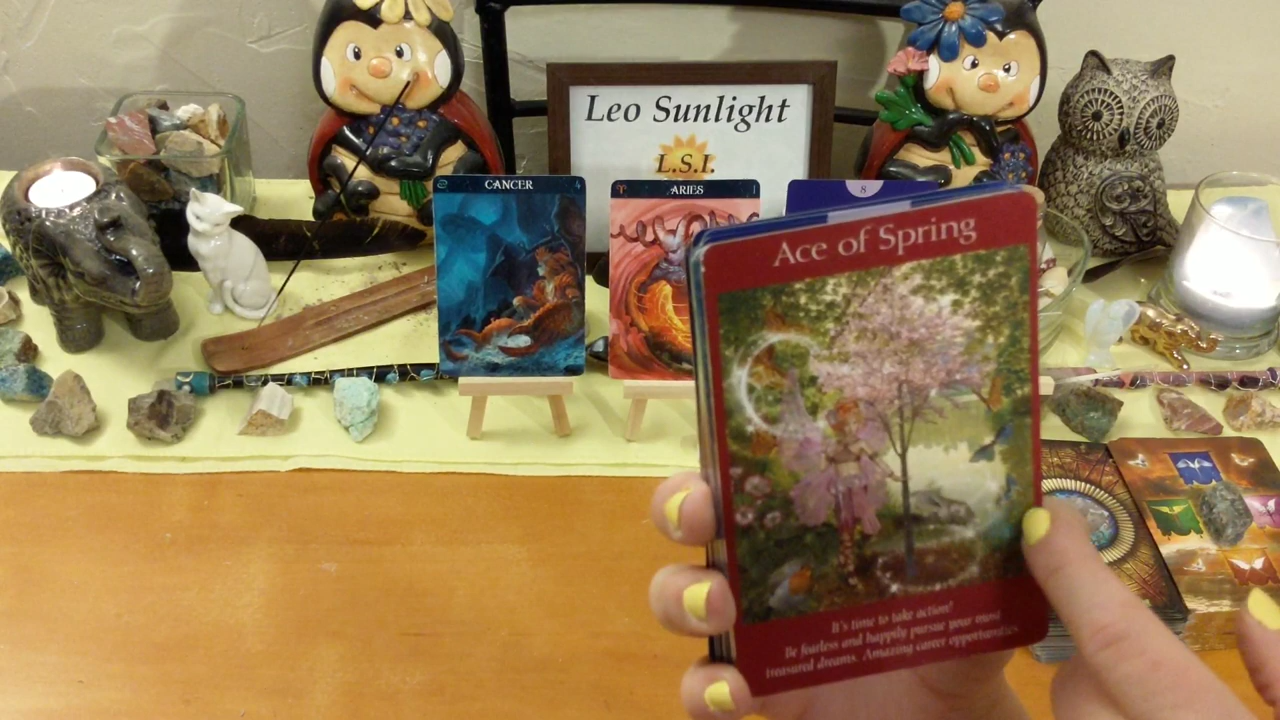 Leo Sunlight
L.S.I.
CANCER
ARIES
8
Ace of Spring
It's time to take action!
Be fearless and happily pursue your most
treasured dreams. Amazing career opportunities.